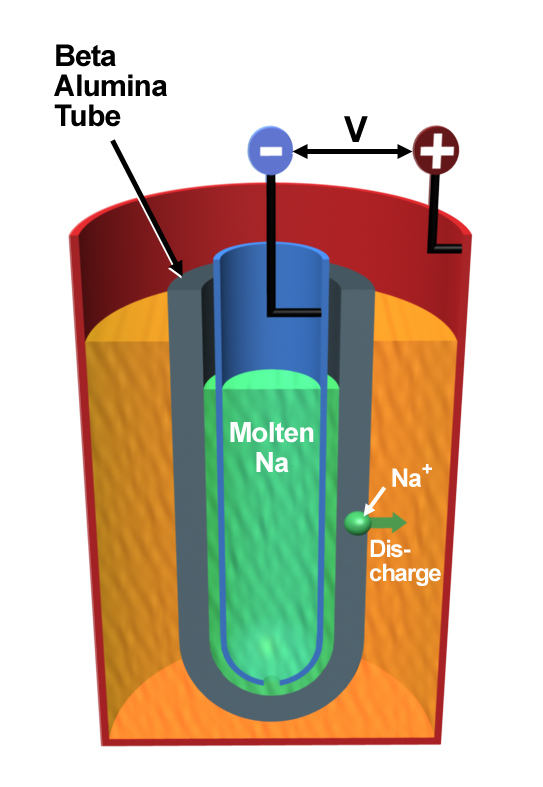 Beta
Alumina
Tube
V
-
+
Molten
Na
Na⁺
Dis-
charge